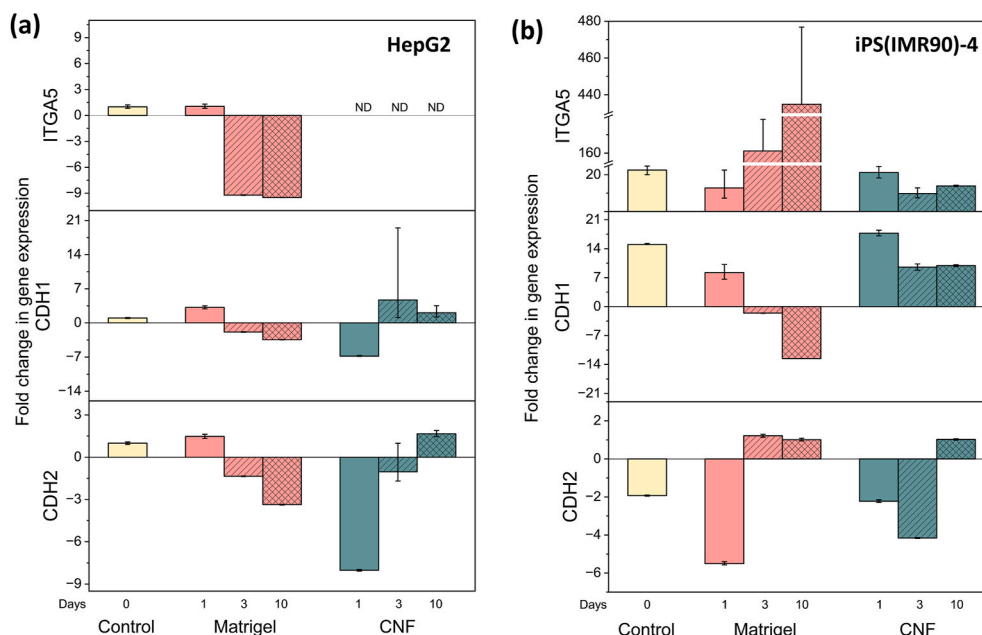 (a)
HepG2
Fold change in gene expression
ITGA5
9
6
3
0
−3
−6
−9
ND ND ND
CDH1
21
14
7
0
−7
−14
CDH2
3
0
−3
−6
−9
Days 0 1 3 10 1 3 10
Control Matrigel CNF
(b)
iPS(IMR90)-4
Fold change in gene expression
ITGA5
480
460
440
160
20
CDH1
21
14
7
0
−7
−14
−21
CDH2
2
0
−2
−4
−6
Days 0 1 3 10 1 3 10
Control Matrigel CNF